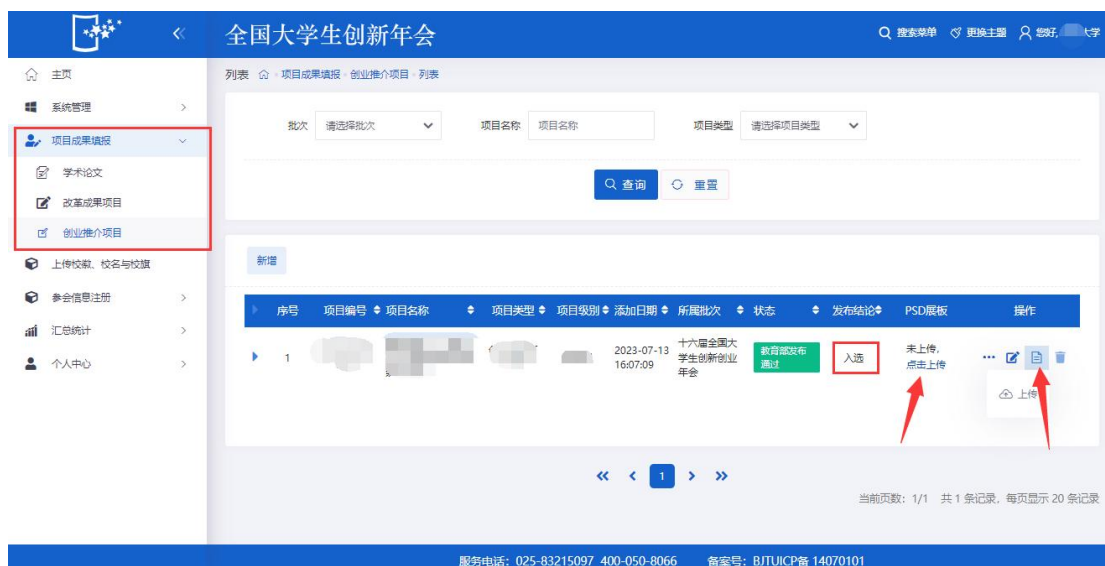 全国大学生创新年会
搜索菜单 更换主题 您好, 大学
主页
系统管理
项目成果填报
学术论文
改革成果项目
创业推介项目
上传校徽、校名与校旗
参会信息注册
汇总统计
个人中心
列表 项目成果填报 创业推介项目 列表
批次 请选择批次 项目名称 项目名称 项目类型 请选择项目类型
查询 重置
新增
序号 项目编号 项目名称 项目类型 项目级别 添加日期 所属批次 状态 发布结论 PSD展板 操作
1 2023-07-13 16:07:09 十六届全国大学生创新创业年会 教育部发布通过 入选 未上传, 点击上传
上传
1
当前页数: 1/1 共 1 条记录, 每页显示 20 条记录
服务电话: 025-83215097 400-050-8066 备案号: BJTUICP备 14070101